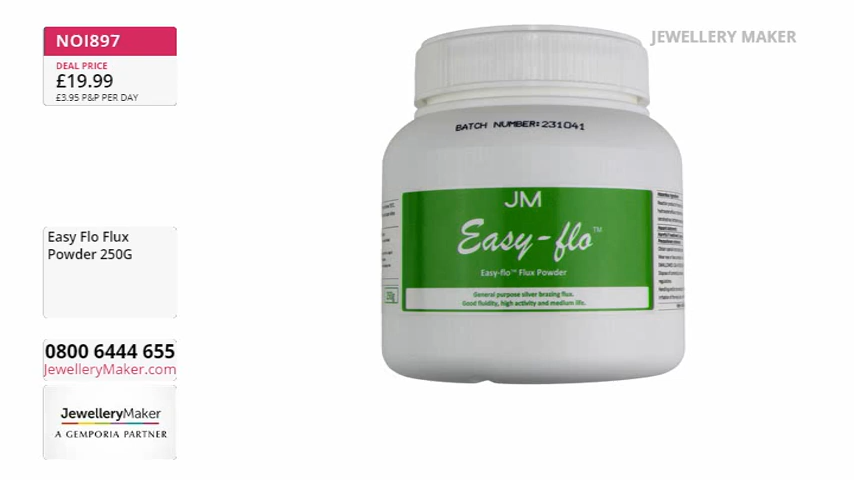 NOI897
DEAL PRICE
£19.99
£3.95 P&P PER DAY
Easy Flo Flux
Powder 250G
0800 6444 655
JewelleryMaker.com
JewelleryMaker
A GEMPORIA PARTNER
JEWELLERY MAKER
BATCH NUMBER:231041
JM
Easy-flo™
Easy-flo™ Flux Powder
General purpose silver brazing flux.
Good fluidity, high activity and medium life.